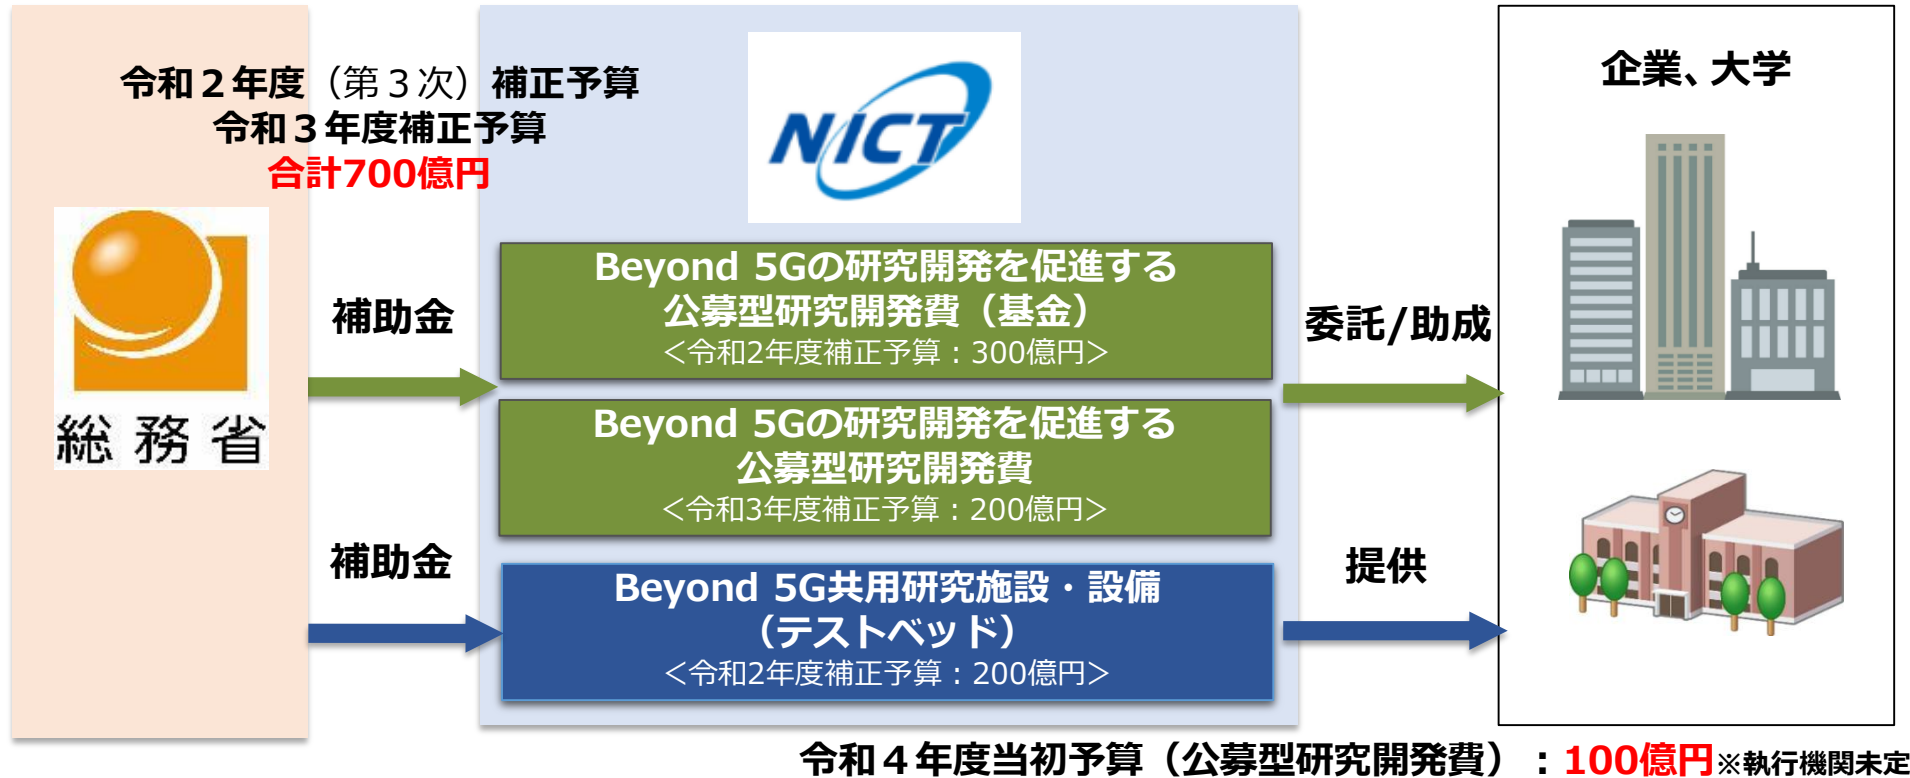 令和２年度（第３次）補正予算
令和３年度補正予算
合計700億円
総務省
補助金
補助金
NICT
Beyond 5Gの研究開発を促進する
公募型研究開発費（基金）
＜令和2年度補正予算：300億円＞
Beyond 5Gの研究開発を促進する
公募型研究開発費
＜令和3年度補正予算：200億円＞
Beyond 5G共用研究施設・設備
（テストベッド）
＜令和2年度補正予算：200億円＞
委託/助成
提供
企業、大学
令和４年度当初予算（公募型研究開発費）：100億円※執行機関未定